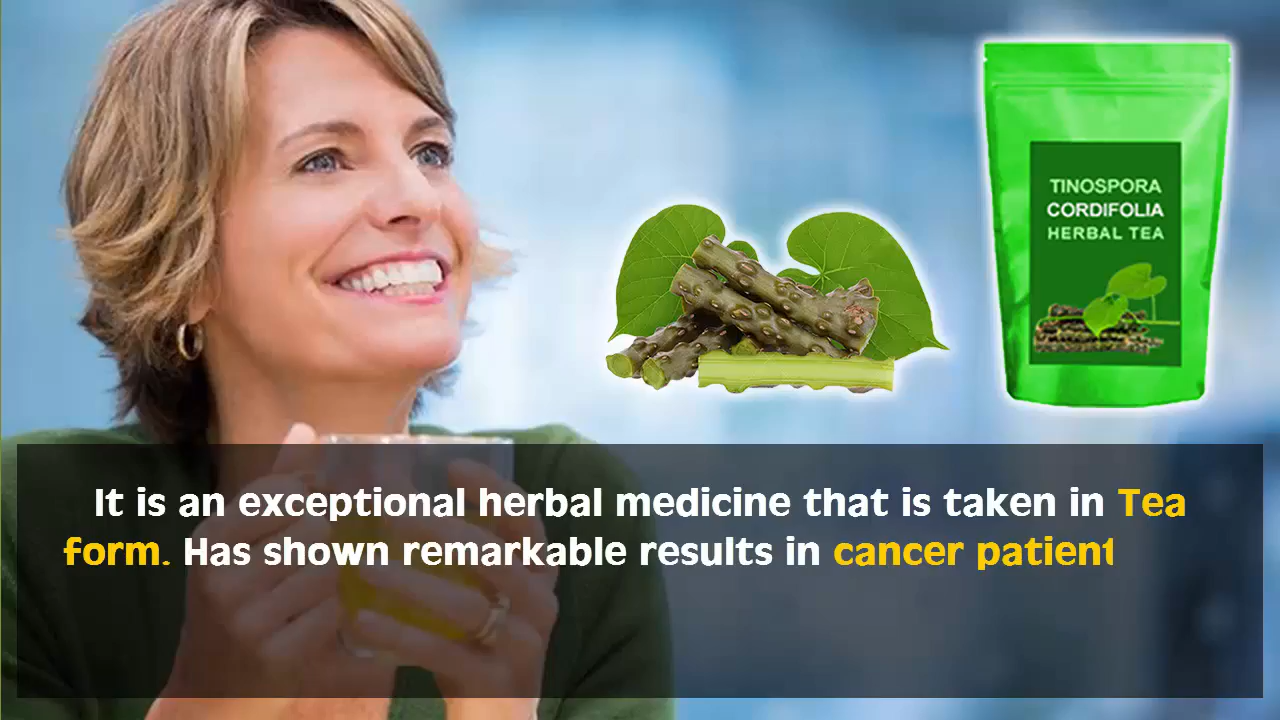 TINOSPORA
CORDIFOLIA
HERBAL TEA
It is an exceptional herbal medicine that is taken in Tea
form. Has shown remarkable results in cancer patient